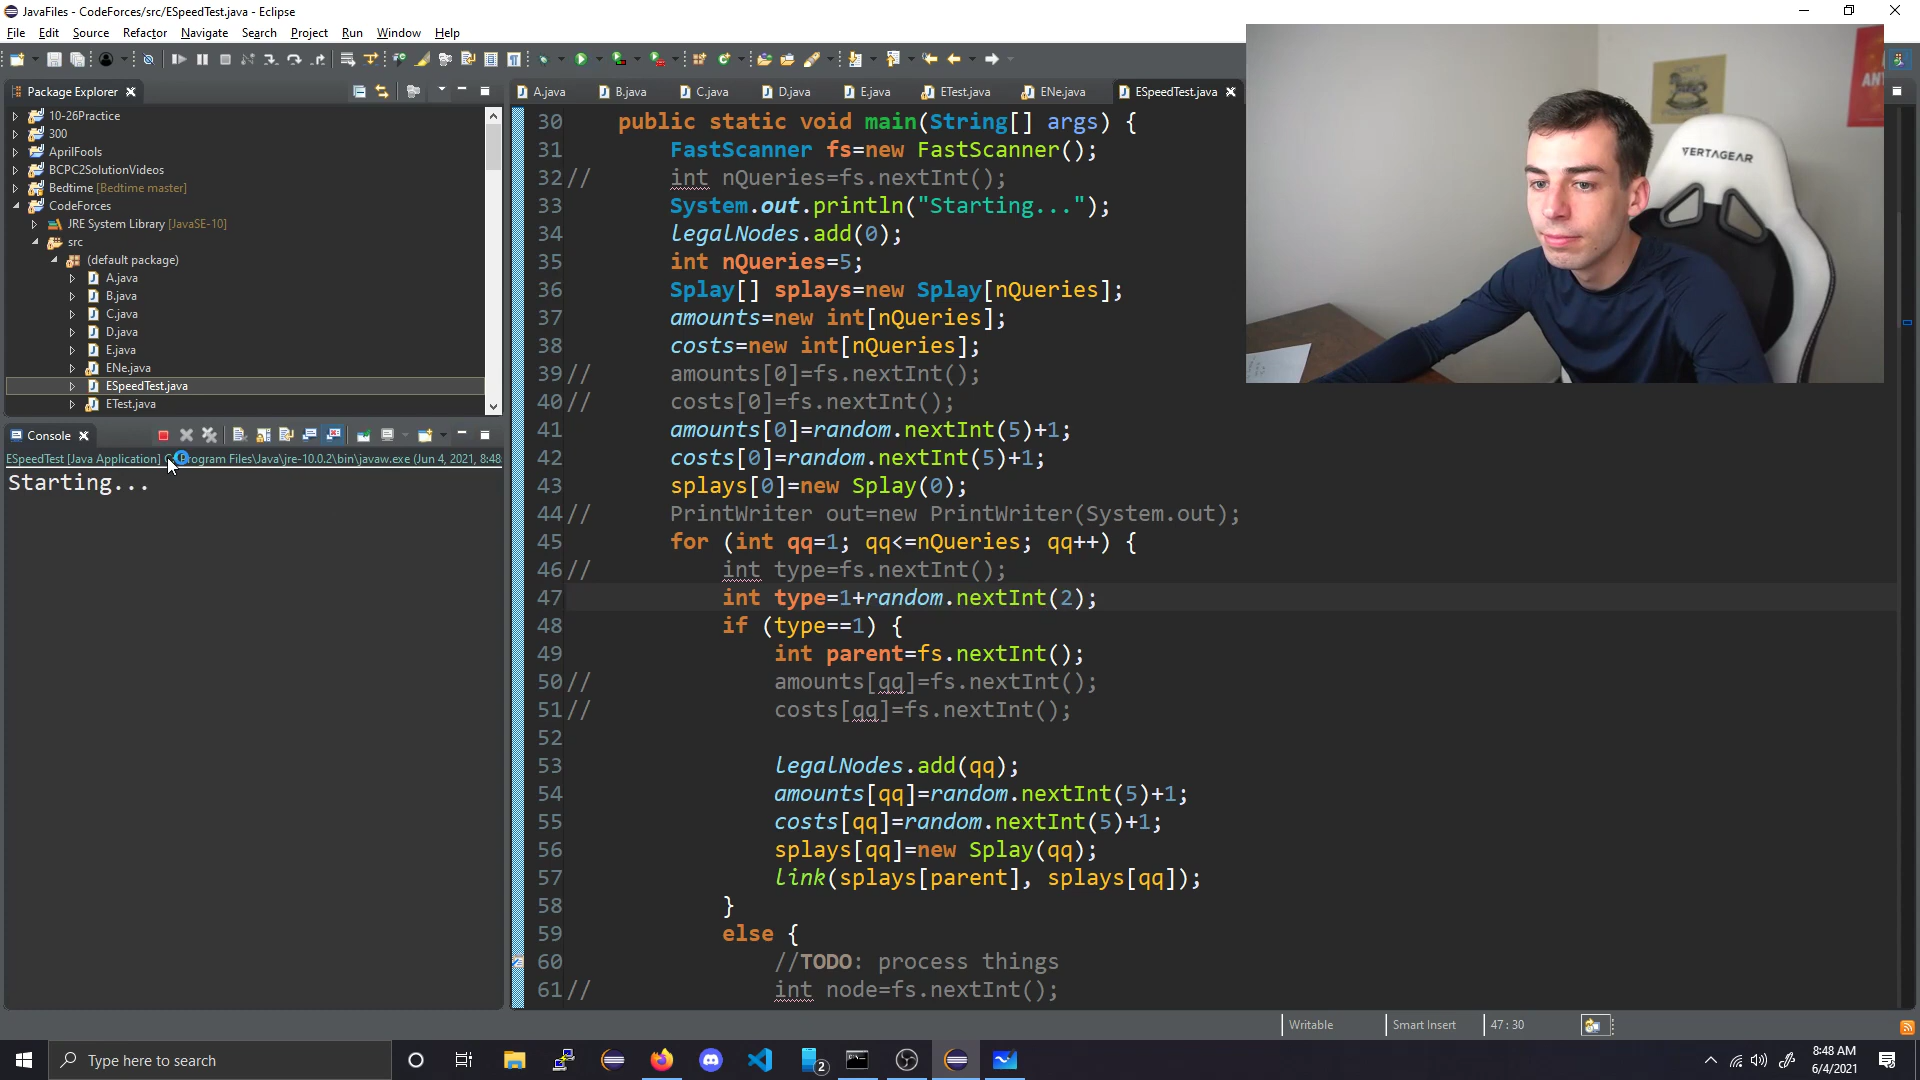 JavaFiles - CodeForces/src/ESpeedTest.java - Eclipse
File Edit Source Refactor Navigate Search Project Run Window Help
Package Explorer
10-26Practice
300
AprilFools
BCPC2SolutionVideos
Bedtime [Bedtime master]
CodeForces
JRE System Library [JavaSE-10]
src
(default package)
A.java
B.java
C.java
D.java
E.java
ENe.java
ESpeedTest.java
ETest.java
Console
ESpeedTest [Java Application] C:\Program Files\Java\jre-10.0.2\bin\javaw.exe (Jun 4, 2021, 8:48
Starting...
A.java B.java C.java D.java E.java ETest.java ENe.java ESpeedTest.java
30 public static void main(String[] args) {
31 FastScanner fs=new FastScanner();
32// int nQueries=fs.nextInt();
33 System.out.println("Starting...");
34 legalNodes.add(0);
35 int nQueries=5;
36 Splay[] splays=new Splay[nQueries];
37 amounts=new int[nQueries];
38 costs=new int[nQueries];
39// amounts[0]=fs.nextInt();
40// costs[0]=fs.nextInt();
41 amounts[0]=random.nextInt(5)+1;
42 costs[0]=random.nextInt(5)+1;
43 splays[0]=new Splay(0);
44// PrintWriter out=new PrintWriter(System.out);
45 for (int qq=1; qq<=nQueries; qq++) {
46// int type=fs.nextInt();
47 int type=1+random.nextInt(2);
48 if (type==1) {
49 int parent=fs.nextInt();
50// amounts[qq]=fs.nextInt();
51// costs[qq]=fs.nextInt();
52
53 legalNodes.add(qq);
54 amounts[qq]=random.nextInt(5)+1;
55 costs[qq]=random.nextInt(5)+1;
56 splays[qq]=new Splay(qq);
57 link(splays[parent], splays[qq]);
58 }
59 else {
60 //TODO: process things
61// int node=fs.nextInt();
VERTAGEAR
Writable Smart Insert 47 : 30
Type here to search
2
8:48 AM
6/4/2021